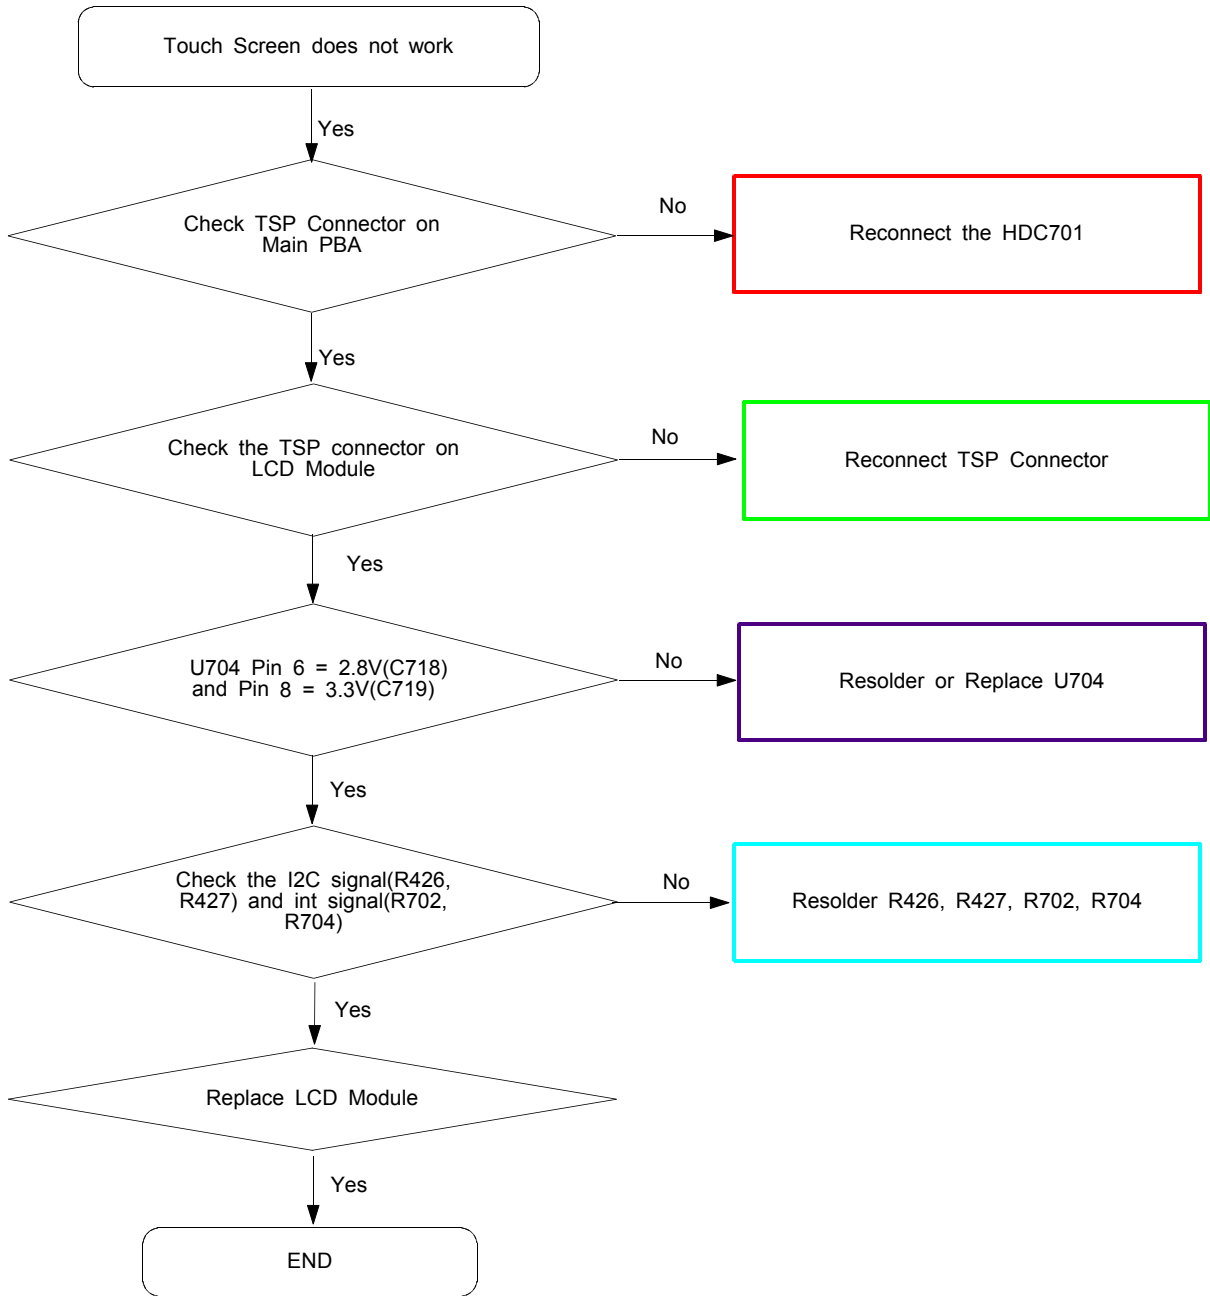 Touch Screen does not work
Yes
Check TSP Connector on
Main PBA
No
Reconnect the HDC701
Yes
Check the TSP connector on
LCD Module
No
Reconnect TSP Connector
Yes
U704 Pin 6 = 2.8V(C718)
and Pin 8 = 3.3V(C719)
No
Resolder or Replace U704
Yes
Check the I2C signal(R426,
R427) and int signal(R702,
R704)
No
Resolder R426, R427, R702, R704
Yes
Replace LCD Module
Yes
END